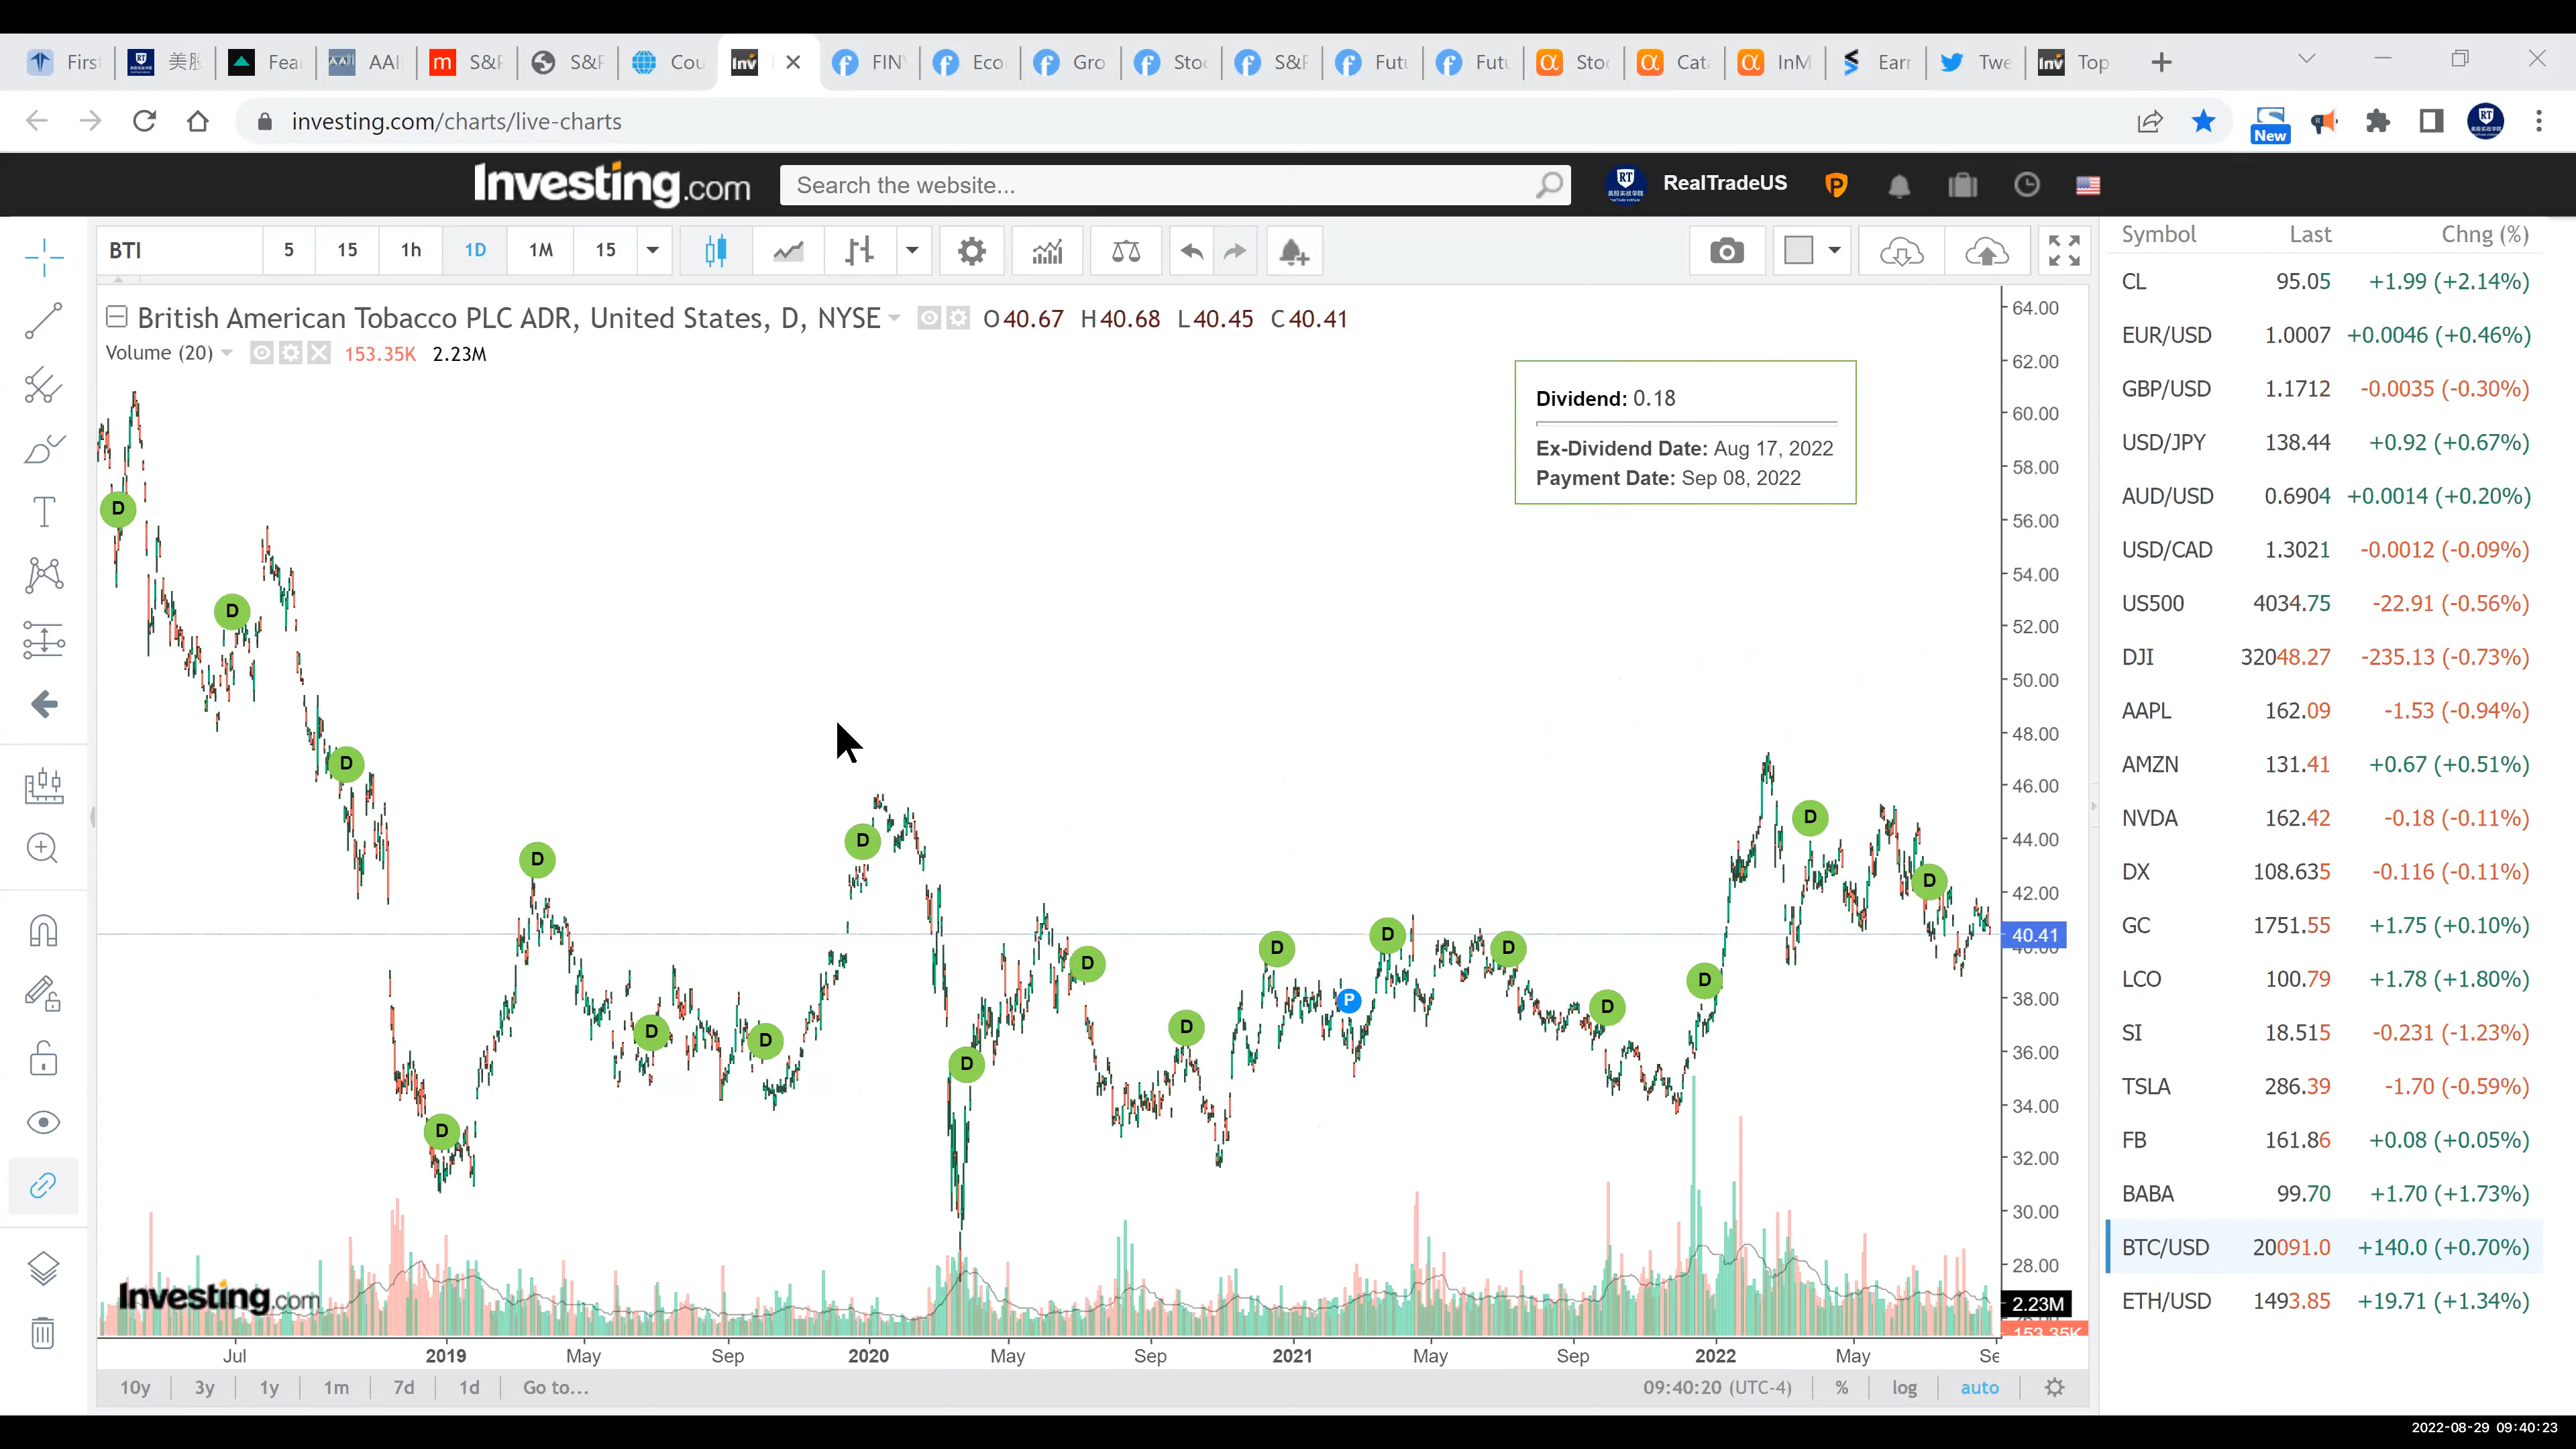 Firs 美股 Fea AAI S&P S&P Cou FIN Eco Gro Sto S&P Futu Futu Stoc Cata InM Earn Twe Top
investing.com/charts/live-charts
New
Investing.com Search the website... RealTradeUS
BTI 5 15 1h 1D 1M 15
British American Tobacco PLC ADR, United States, D, NYSE O40.67 H40.68 L40.45 C40.41
Volume (20) 153.35K 2.23M
Dividend: 0.18
Ex-Dividend Date: Aug 17, 2022
Payment Date: Sep 08, 2022
D D D D D D D D D D D D P D D D D D D
64.00
62.00
60.00
58.00
56.00
54.00
52.00
50.00
48.00
46.00
44.00
42.00
40.41
38.00
36.00
34.00
32.00
30.00
28.00
2.23M
153.35K
Investing.com
Jul 2019 May Sep 2020 May Sep 2021 May Sep 2022 May Se
10y 3y 1y 1m 7d 1d Go to... 09:40:20 (UTC-4) % log auto
Symbol Last Chng (%)
CL 95.05 +1.99 (+2.14%)
EUR/USD 1.0007 +0.0046 (+0.46%)
GBP/USD 1.1712 -0.0035 (-0.30%)
USD/JPY 138.44 +0.92 (+0.67%)
AUD/USD 0.6904 +0.0014 (+0.20%)
USD/CAD 1.3021 -0.0012 (-0.09%)
US500 4034.75 -22.91 (-0.56%)
DJI 32048.27 -235.13 (-0.73%)
AAPL 162.09 -1.53 (-0.94%)
AMZN 131.41 +0.67 (+0.51%)
NVDA 162.42 -0.18 (-0.11%)
DX 108.635 -0.116 (-0.11%)
GC 1751.55 +1.75 (+0.10%)
LCO 100.79 +1.78 (+1.80%)
SI 18.515 -0.231 (-1.23%)
TSLA 286.39 -1.70 (-0.59%)
FB 161.86 +0.08 (+0.05%)
BABA 99.70 +1.70 (+1.73%)
BTC/USD 20091.0 +140.0 (+0.70%)
ETH/USD 1493.85 +19.71 (+1.34%)
2022-08-29 09:40:23